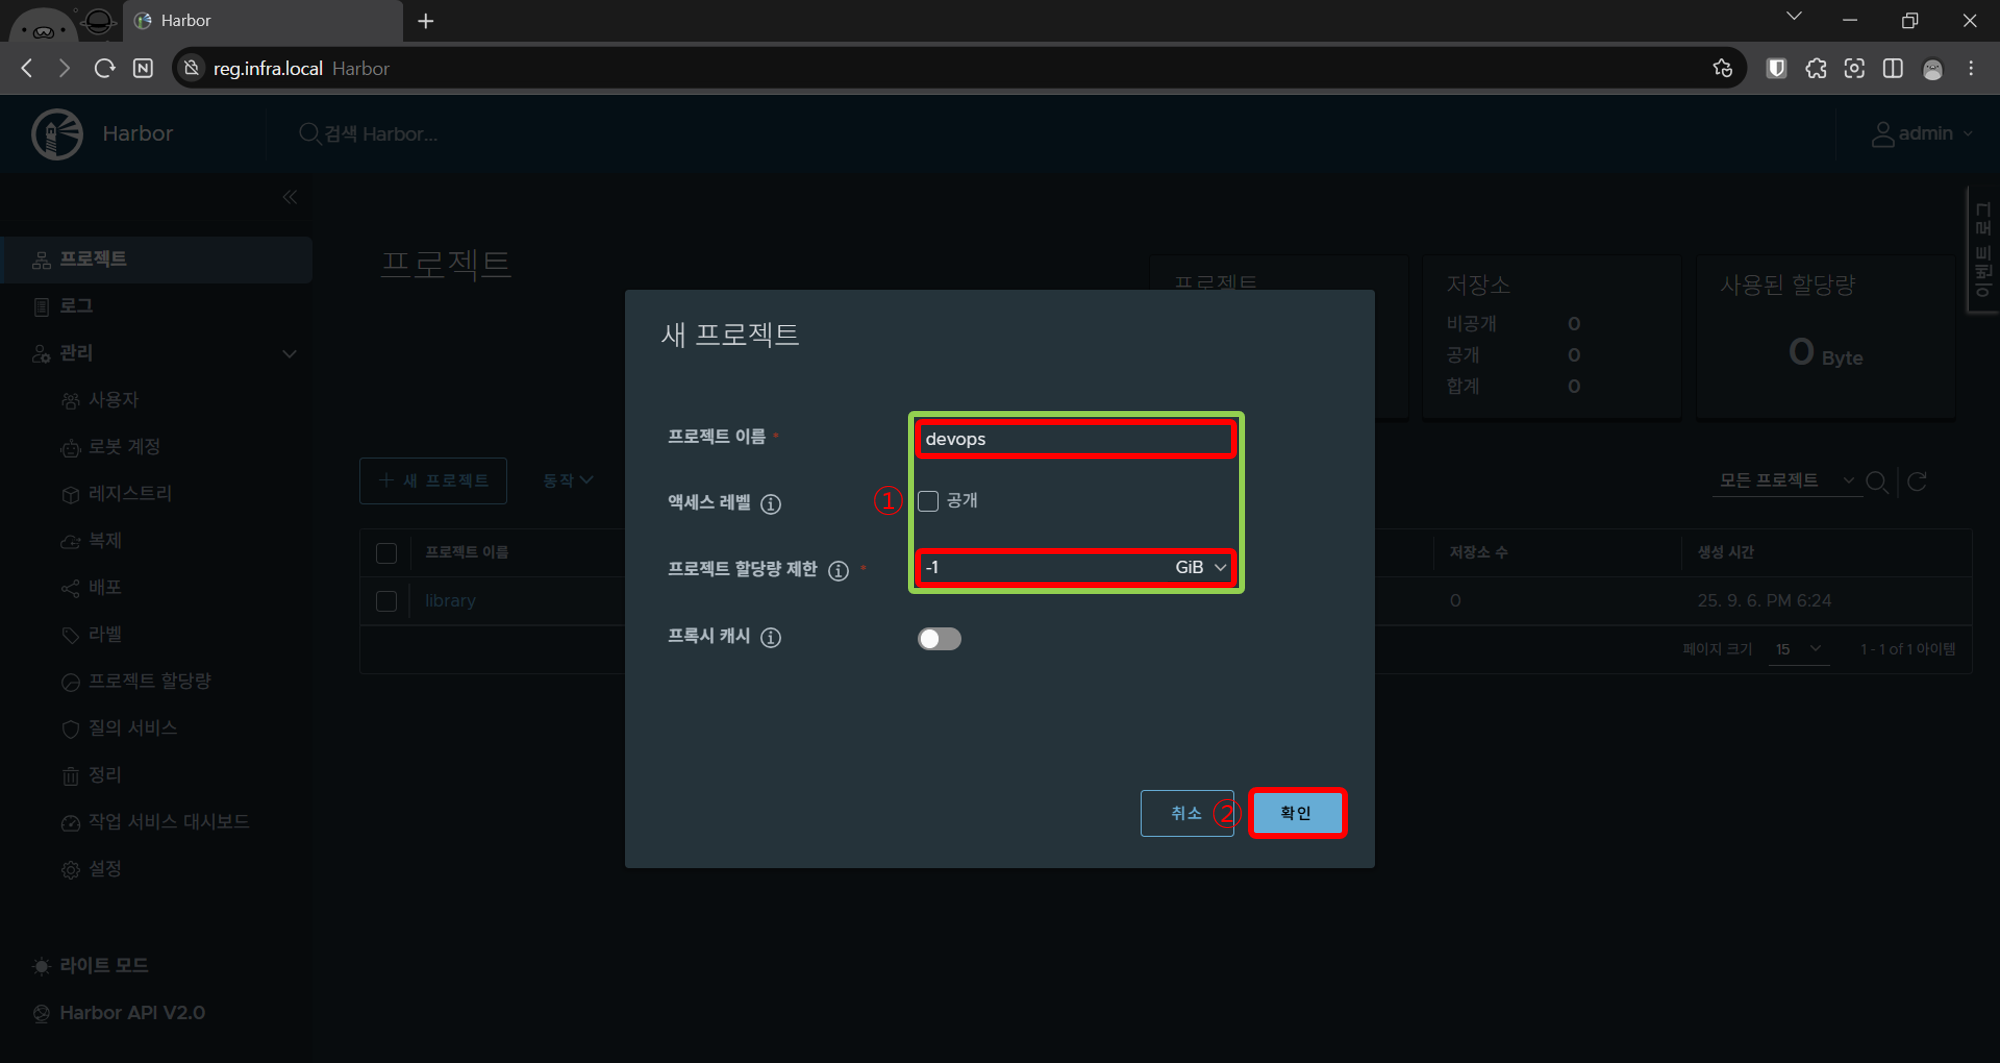 Harbor
reg.infra.local Harbor
Harbor
검색 Harbor...
admin
이벤트 로그
프로젝트
로그
관리
사용자
로봇 계정
레지스트리
복제
배포
라벨
프로젝트 할당량
질의 서비스
정리
작업 서비스 대시보드
설정
라이트 모드
Harbor API V2.0
프로젝트
프로젝트
저장소
비공개 0
공개 0
합계 0
사용된 할당량
0 Byte
+ 새 프로젝트
동작
모든 프로젝트
프로젝트 이름
저장소 수
생성 시간
library
0
25. 9. 6. PM 6:24
페이지 크기 15
1 - 1 of 1 아이템
새 프로젝트
프로젝트 이름 *
devops
액세스 레벨
① 공개
프로젝트 할당량 제한 *
-1 GiB
프록시 캐시
취소
② 확인